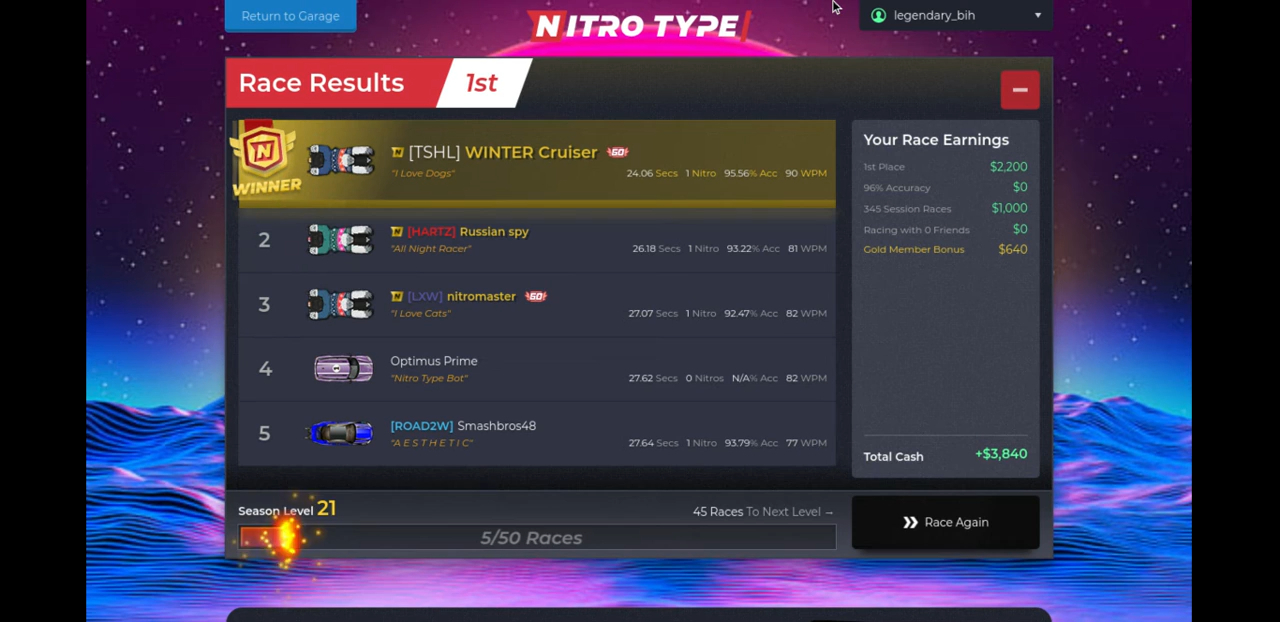 Return to Garage
NITRO TYPE
legendary_bih
Race Results
1st
N
WINNER
[TSHL] WINTER Cruiser GO
"I Love Dogs"
24.06 Secs 1 Nitro 95.56% Acc 90 WPM
2
[HARTZ] Russian spy
"All Night Racer"
26.18 Secs 1 Nitro 93.22% Acc 81 WPM
3
[LXW] nitromaster GO
"I Love Cats"
27.07 Secs 1 Nitro 92.47% Acc 82 WPM
4
Optimus Prime
"Nitro Type Bot"
27.62 Secs 0 Nitros N/A% Acc 82 WPM
5
[ROAD2W] Smashbros48
"A E S T H E T I C"
27.64 Secs 1 Nitro 93.79% Acc 77 WPM
Your Race Earnings
1st Place $2,200
96% Accuracy $0
345 Session Races $1,000
Racing with 0 Friends $0
Gold Member Bonus $640
Total Cash +$3,840
Season Level 21
45 Races To Next Level →
5/50 Races
Race Again